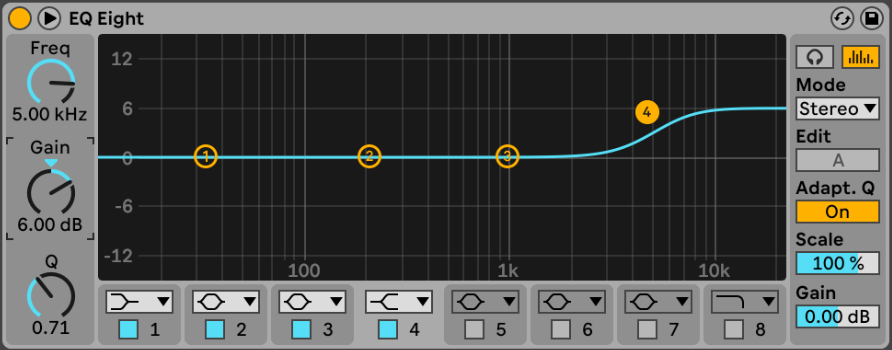 EQ Eight
Freq
5.00 kHz
Gain
6.00 dB
Q
0.71
12
6
0
-6
-12
100 1k 10k
1 2 3 4
1 2 3 4 5 6 7 8
Mode
Stereo
Edit
A
Adapt. Q
On
Scale
100 %
Gain
0.00 dB